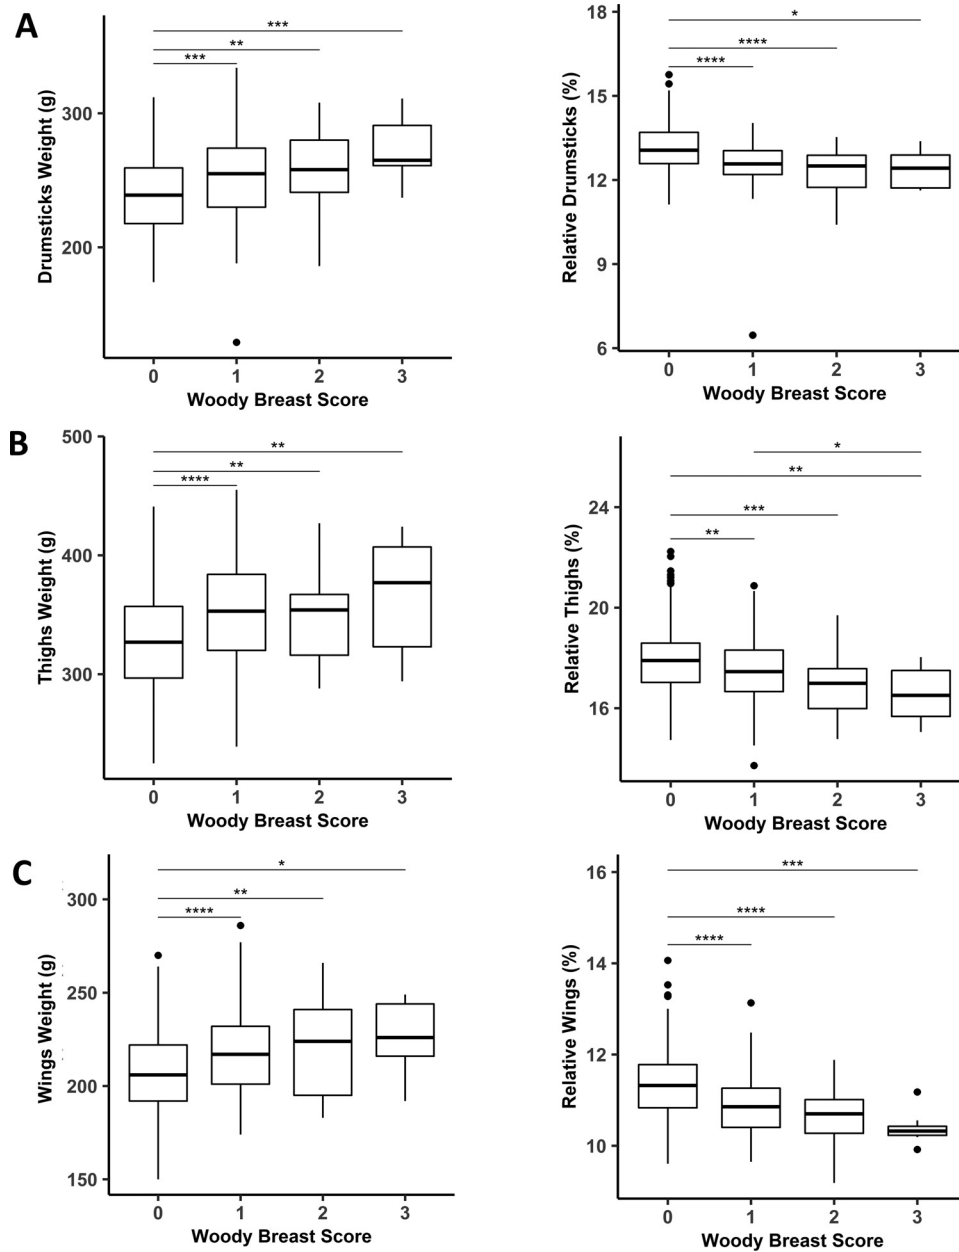 A
Drumsticks Weight (g)
300
200
***
**
***
0 1 2 3
Woody Breast Score
Relative Drumsticks (%)
18
15
12
9
6
*
****
****
0 1 2 3
Woody Breast Score
B
Thighs Weight (g)
500
400
300
**
**
****
0 1 2 3
Woody Breast Score
Relative Thighs (%)
24
20
16
*
**
***
**
0 1 2 3
Woody Breast Score
C
Wings Weight (g)
300
250
200
150
*
**
****
0 1 2 3
Woody Breast Score
Relative Wings (%)
16
14
12
10
***
****
****
0 1 2 3
Woody Breast Score